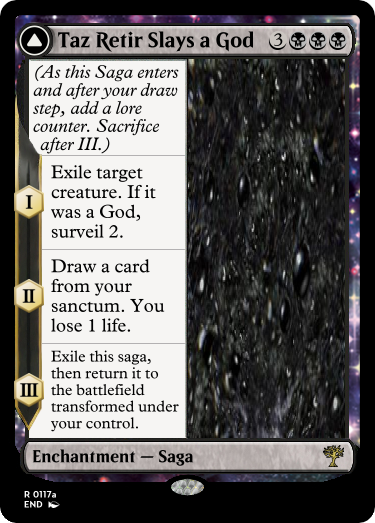 Taz Retir Slays a God 3
(As this Saga enters
and after your draw
step, add a lore
counter. Sacrifice
after III.)
I
Exile target
creature. If it
was a God,
surveil 2.
II
Draw a card
from your
sanctum. You
lose 1 life.
III
Exile this saga,
then return it to
the battlefield
transformed under
your control.
Enchantment — Saga
R 0117a
END